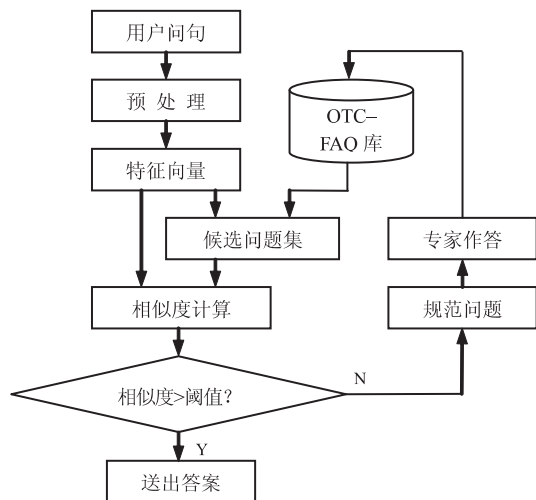 用户问句
预 处 理
OTC–
FAQ 库
特征向量
候选问题集
专家作答
相似度计算
规范问题
相似度>阈值?
N
Y
送出答案